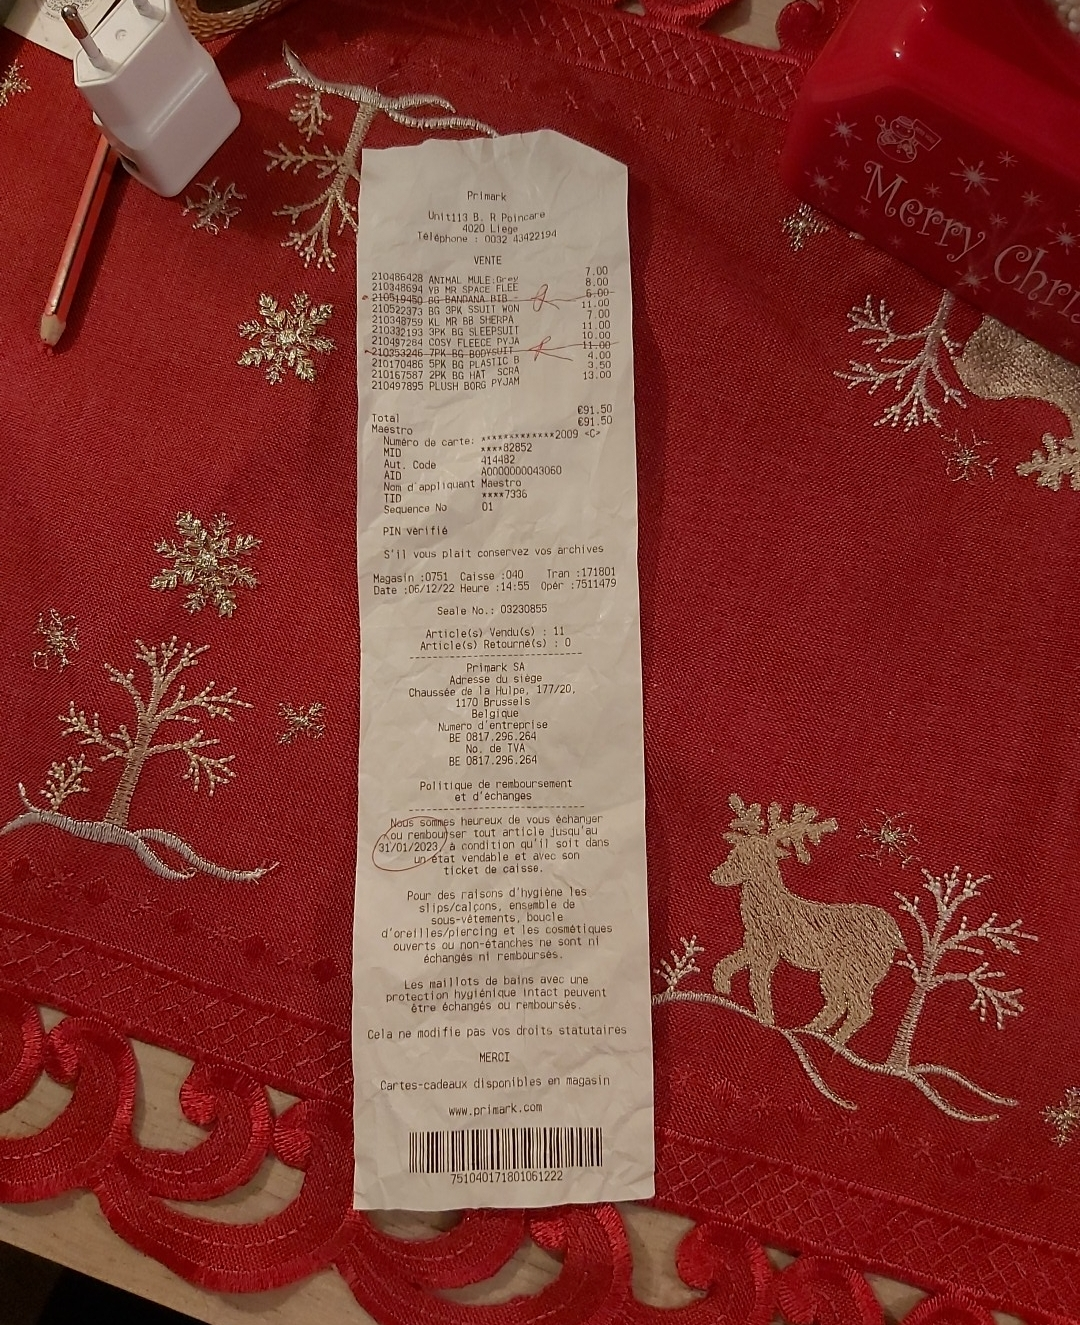 Primark
Unit113 B. R Poincare
4020 Liege
Téléphone : 0032 43422194
VENTE
210486428 ANIMAL MULE:Grey 7.00
210348694 YB MR SPACE FLEE 8.00
210519450 BG BANDANA BIB - 6.00
210522373 BG 3PK SSUIT WON 11.00
210348759 KL MR BB SHERPA 7.00
210332193 3PK BG SLEEPSUIT 11.00
210497284 COSY FLEECE PYJA 10.00
210353246 7PK BG BODYSUIT 11.00
210170486 5PK BG PLASTIC B 4.00
210167587 2PK BG HAT SCRA 3.50
210497895 PLUSH BORG PYJAM 13.00
Total €91.50
Maestro €91.50
Numéro de carte: *************2009 <C>
MID ****82852
Aut. Code 414482
AID A0000000043060
Nom d'appliquant Maestro
TID ****7336
Sequence No 01
PIN vérifié
S'il vous plait conservez vos archives
Magasin :0751 Caisse :040 Tran :171801
Date :06/12/22 Heure :14:55 Opér :7511479
Seale No.: 03230855
Article(s) Vendu(s) : 11
Article(s) Retourné(s) : 0
Primark SA
Adresse du siège
Chaussée de la Hulpe, 177/20,
1170 Brussels
Belgique
Numero d'entreprise
BE 0817.296.264
No. de TVA
BE 0817.296.264
Politique de remboursement
et d'échanges
Nous sommes heureux de vous échanger
ou rembourser tout article jusqu'au
31/01/2023, à condition qu'il soit dans
un état vendable et avec son
ticket de caisse.
Pour des raisons d'hygiène les
slips/calçons, ensemble de
sous-vêtements, boucle
d'oreilles/piercing et les cosmétiques
ouverts ou non-étanches ne sont ni
échangés ni remboursés.
Les maillots de bains avec une
protection hygiénique intact peuvent
être échangés ou remboursés.
Cela ne modifie pas vos droits statutaires
MERCI
Cartes-cadeaux disponibles en magasin
www.primark.com
751040171801061222
Merry Chri